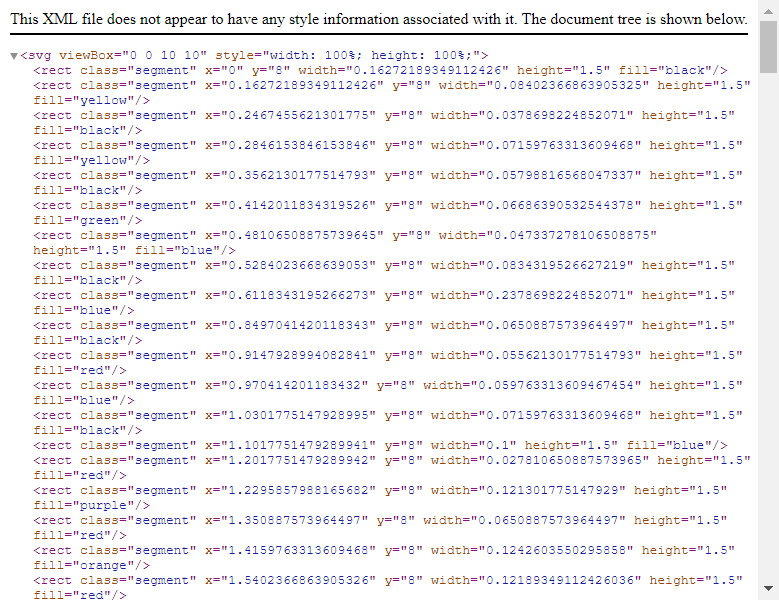 This XML file does not appear to have any style information associated with it. The document tree is shown below.
▼<svg viewBox="0 0 10 10" style="width: 100%; height: 100%;">
<rect class="segment" x="0" y="8" width="0.16272189349112426" height="1.5" fill="black"/>
<rect class="segment" x="0.16272189349112426" y="8" width="0.08402366863905325" height="1.5"
fill="yellow"/>
<rect class="segment" x="0.2467455621301775" y="8" width="0.0378698224852071" height="1.5"
fill="black"/>
<rect class="segment" x="0.2846153846153846" y="8" width="0.07159763313609468" height="1.5"
fill="yellow"/>
<rect class="segment" x="0.3562130177514793" y="8" width="0.05798816568047337" height="1.5"
fill="black"/>
<rect class="segment" x="0.4142011834319526" y="8" width="0.06686390532544378" height="1.5"
fill="green"/>
<rect class="segment" x="0.48106508875739645" y="8" width="0.047337278106508875"
height="1.5" fill="blue"/>
<rect class="segment" x="0.5284023668639053" y="8" width="0.0834319526627219" height="1.5"
fill="black"/>
<rect class="segment" x="0.6118343195266273" y="8" width="0.2378698224852071" height="1.5"
fill="blue"/>
<rect class="segment" x="0.8497041420118343" y="8" width="0.0650887573964497" height="1.5"
fill="black"/>
<rect class="segment" x="0.9147928994082841" y="8" width="0.05562130177514793" height="1.5"
fill="red"/>
<rect class="segment" x="0.970414201183432" y="8" width="0.059763313609467454" height="1.5"
fill="blue"/>
<rect class="segment" x="1.0301775147928995" y="8" width="0.07159763313609468" height="1.5"
fill="black"/>
<rect class="segment" x="1.1017751479289941" y="8" width="0.1" height="1.5" fill="blue"/>
<rect class="segment" x="1.2017751479289942" y="8" width="0.027810650887573965" height="1.5"
fill="red"/>
<rect class="segment" x="1.2295857988165682" y="8" width="0.121301775147929" height="1.5"
fill="purple"/>
<rect class="segment" x="1.350887573964497" y="8" width="0.0650887573964497" height="1.5"
fill="red"/>
<rect class="segment" x="1.4159763313609468" y="8" width="0.1242603550295858" height="1.5"
fill="orange"/>
<rect class="segment" x="1.5402366863905326" y="8" width="0.12189349112426036" height="1.5"
fill="red"/>